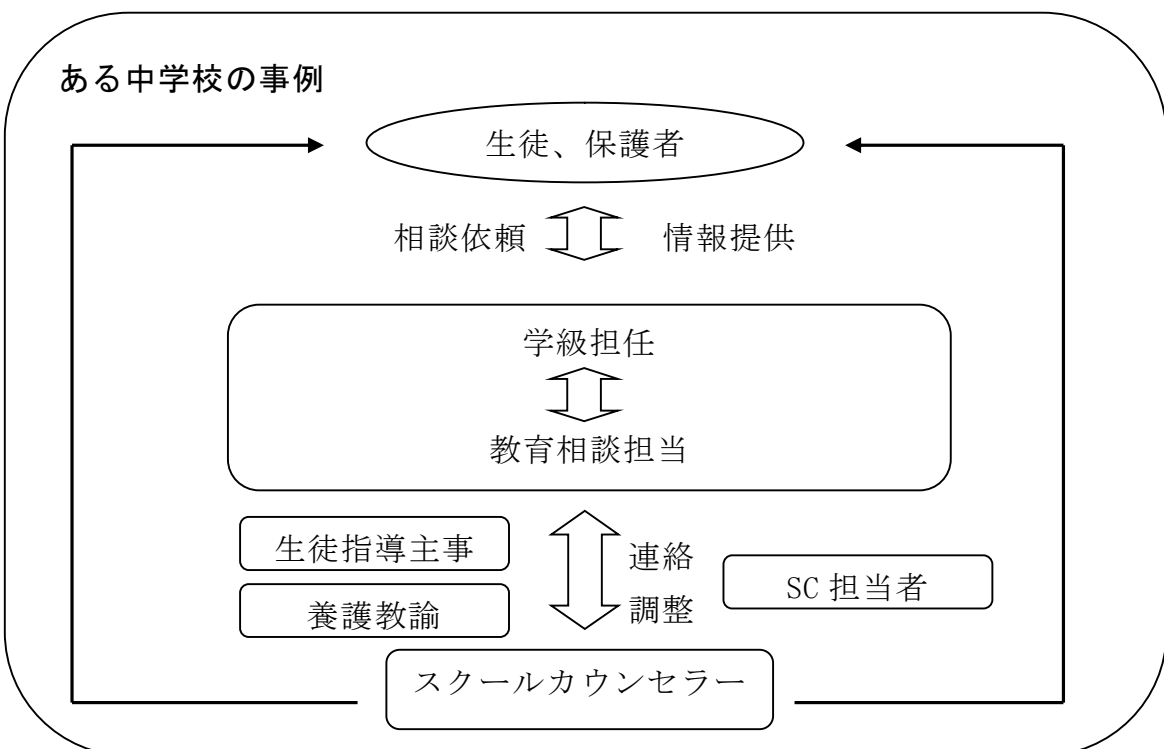 ある中学校の事例
生徒、保護者
相談依頼
情報提供
学級担任
教育相談担当
生徒指導主事
養護教諭
連絡
調整
SC 担当者
スクールカウンセラー